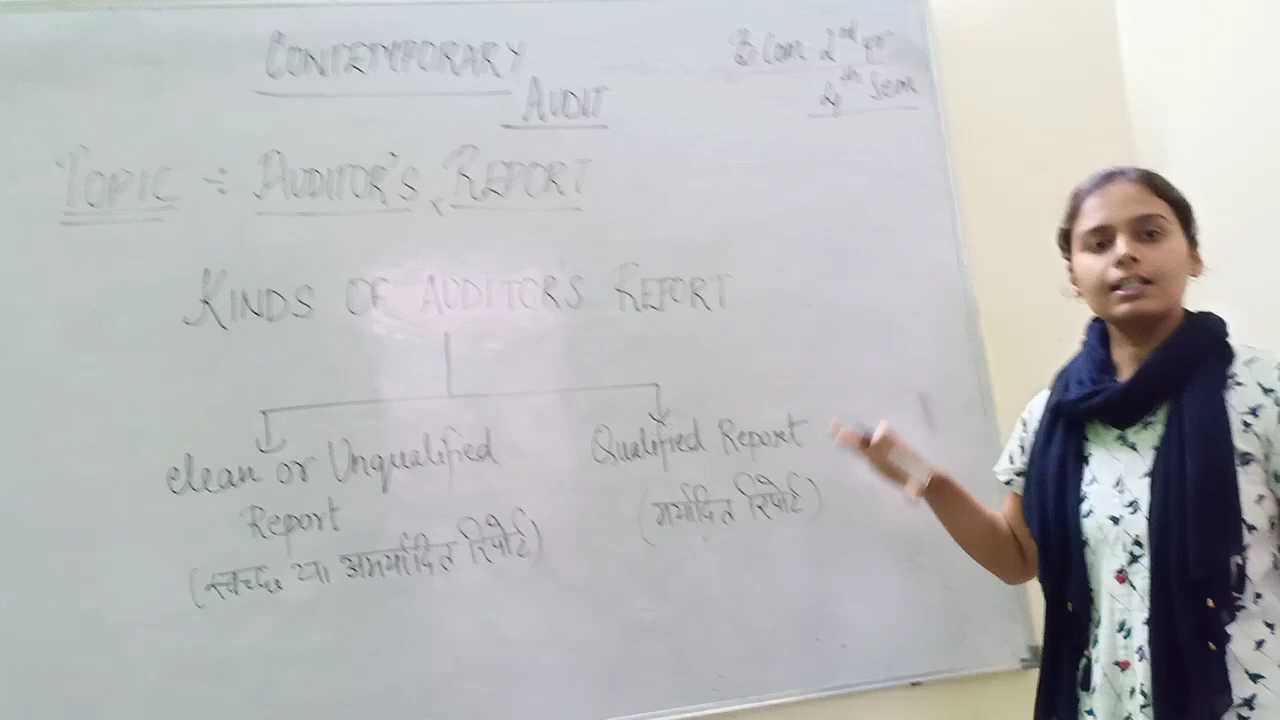 CONTEMPORARY
AUDIT
B.Com 2nd yr
4th Sem
TOPIC ÷ AUDITOR'S REPORT
KINDS OF AUDITOR'S REPORT
Clean or Unqualified
Report
(स्वच्छ या अमर्यादित रिपोर्ट)
Qualified Report
(मर्यादित रिपोर्ट)